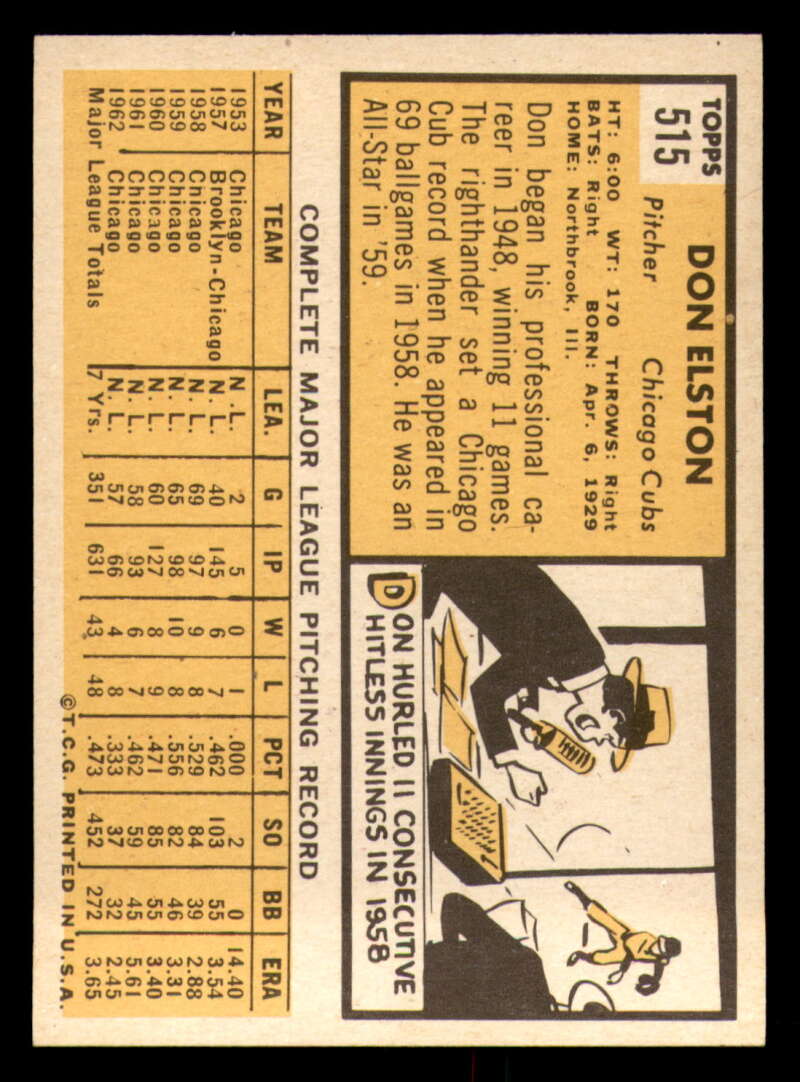 TOPPS
515
DON ELSTON
Pitcher Chicago Cubs
HT: 6:00 WT: 170 THROWS: Right
BATS: Right BORN: Apr. 6, 1929
HOME: Northbrook, Ill.
Don began his professional ca-
reer in 1948, winning 11 games.
The righthander set a Chicago
Cub record when he appeared in
69 ballgames in 1958. He was an
All-Star in '59.
DON HURLED 11 CONSECUTIVE
HITLESS INNINGS IN 1958
COMPLETE MAJOR LEAGUE PITCHING RECORD
YEAR TEAM LEA. G IP W L PCT SO BB ERA
1953 Chicago N. L. 2 5 0 1 .000 2 0 14.40
1957 Brooklyn-Chicago N. L. 40 145 6 7 .462 103 55 3.54
1958 Chicago N. L. 69 97 9 8 .529 84 39 2.88
1959 Chicago N. L. 65 98 10 8 .556 82 46 3.31
1960 Chicago N. L. 60 127 8 9 .471 85 55 3.40
1961 Chicago N. L. 58 93 6 7 .462 59 45 5.61
1962 Chicago N. L. 57 66 4 8 .333 37 32 2.45
Major League Totals 7 Yrs. 351 631 43 48 .473 452 272 3.65
©T.C.G. PRINTED IN U.S.A.